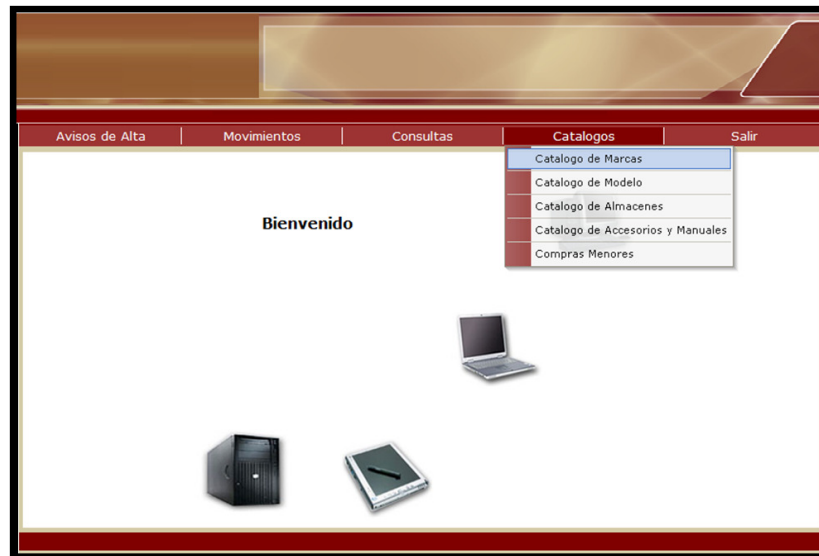 Avisos de Alta
Movimientos
Consultas
Catalogos
Salir
Catalogo de Marcas
Catalogo de Modelo
Catalogo de Almacenes
Catalogo de Accesorios y Manuales
Compras Menores
Bienvenido